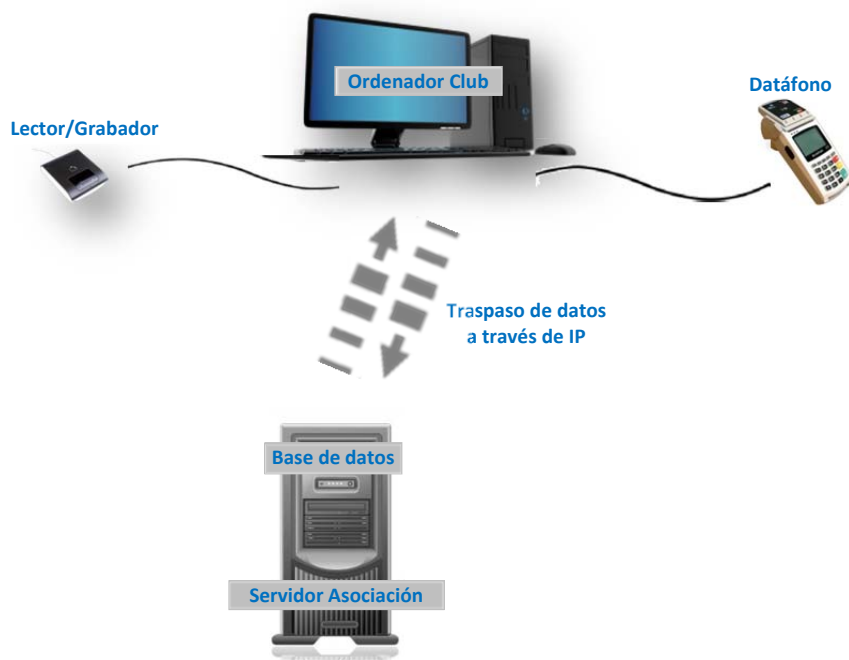 Ordenador Club
Datáfono
Lector/Grabador
Traspaso de datos
a través de IP
Base de datos
Servidor Asociación